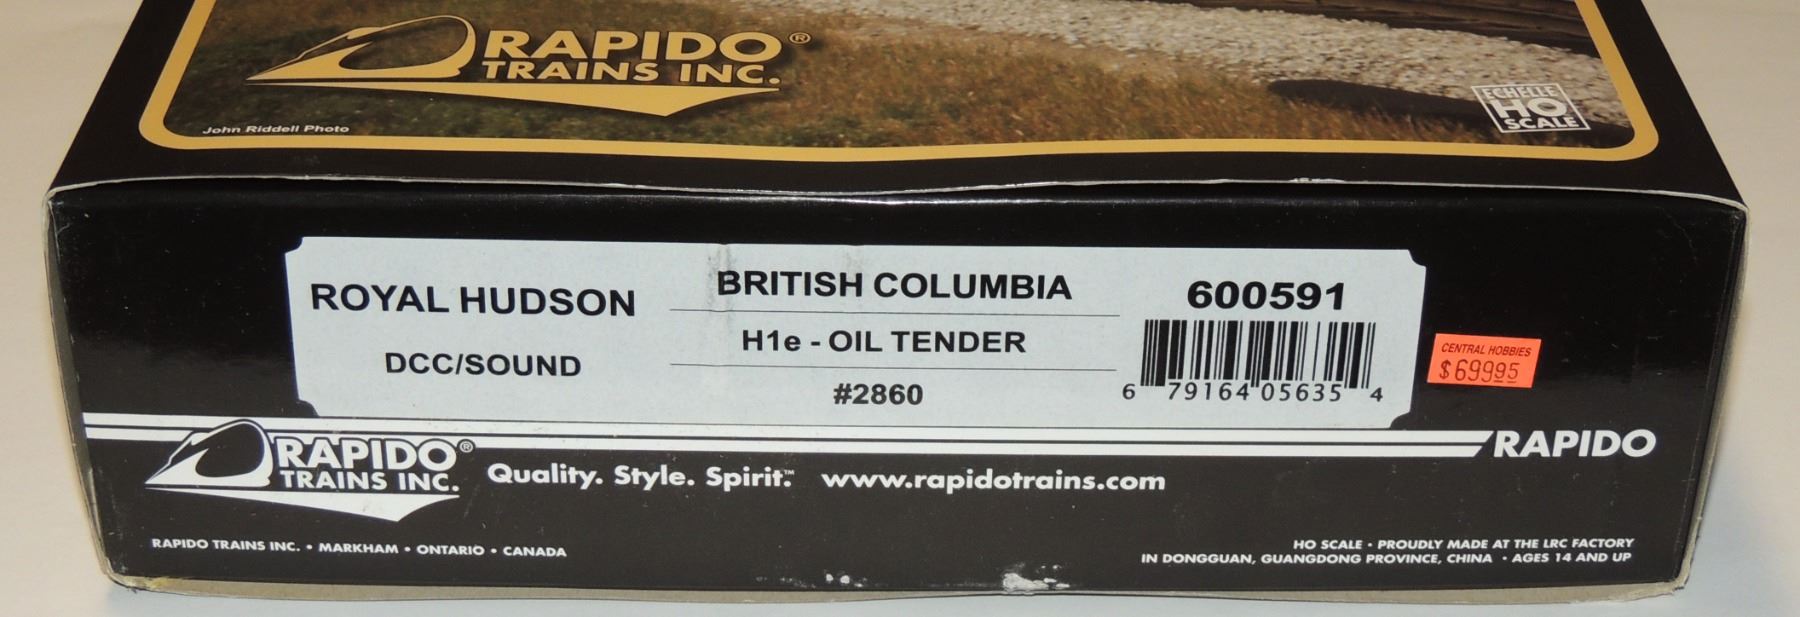 RAPIDO®
TRAINS INC.
John Riddell Photo
ECHELLE
HO
SCALE
ROYAL HUDSON
DCC/SOUND
BRITISH COLUMBIA
H1e - OIL TENDER
#2860
600591
6 79164 05635 4
CENTRAL HOBBIES
$699.95
RAPIDO®
TRAINS INC.
Quality. Style. Spirit.™ www.rapidotrains.com
RAPIDO
RAPIDO TRAINS INC. • MARKHAM • ONTARIO • CANADA
HO SCALE • PROUDLY MADE AT THE LRC FACTORY
IN DONGGUAN, GUANGDONG PROVINCE, CHINA • AGES 14 AND UP